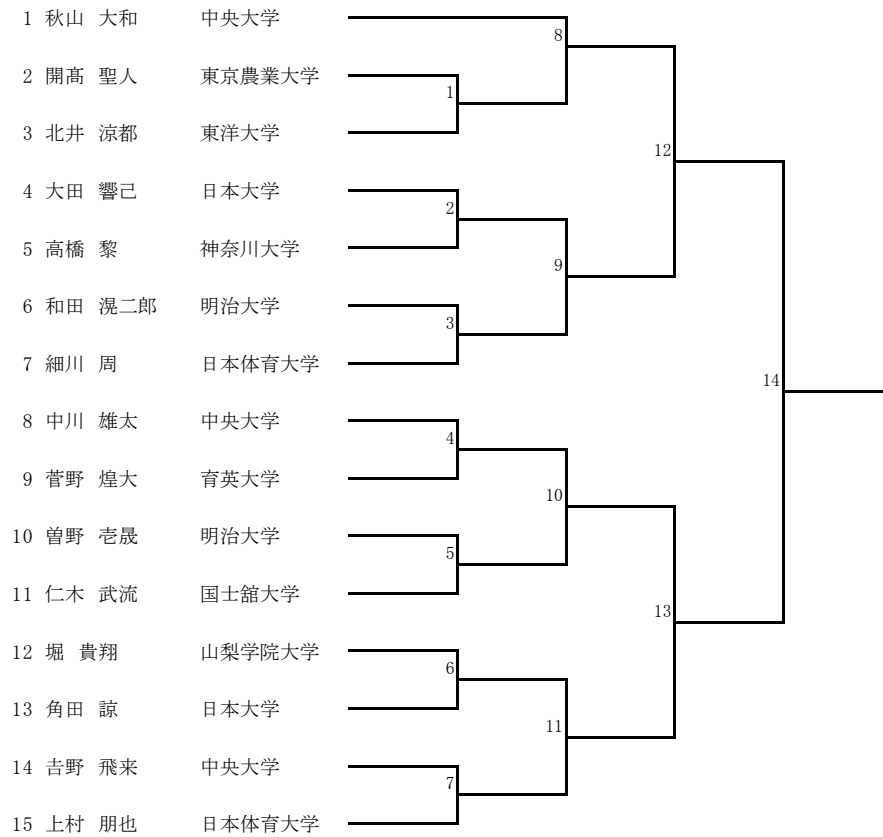 1 秋山 大和 中央大学
8
2 開髙 聖人 東京農業大学
1
3 北井 涼都 東洋大学
12
4 大田 響己 日本大学
2
5 高橋 黎 神奈川大学
9
6 和田 滉二郎 明治大学
3
7 細川 周 日本体育大学
14
8 中川 雄太 中央大学
4
9 菅野 煌大 育英大学
10
10 曽野 壱晟 明治大学
5
11 仁木 武流 国士舘大学
13
12 堀 貴翔 山梨学院大学
6
13 角田 諒 日本大学
11
14 𠮷野 飛来 中央大学
7
15 上村 朋也 日本体育大学